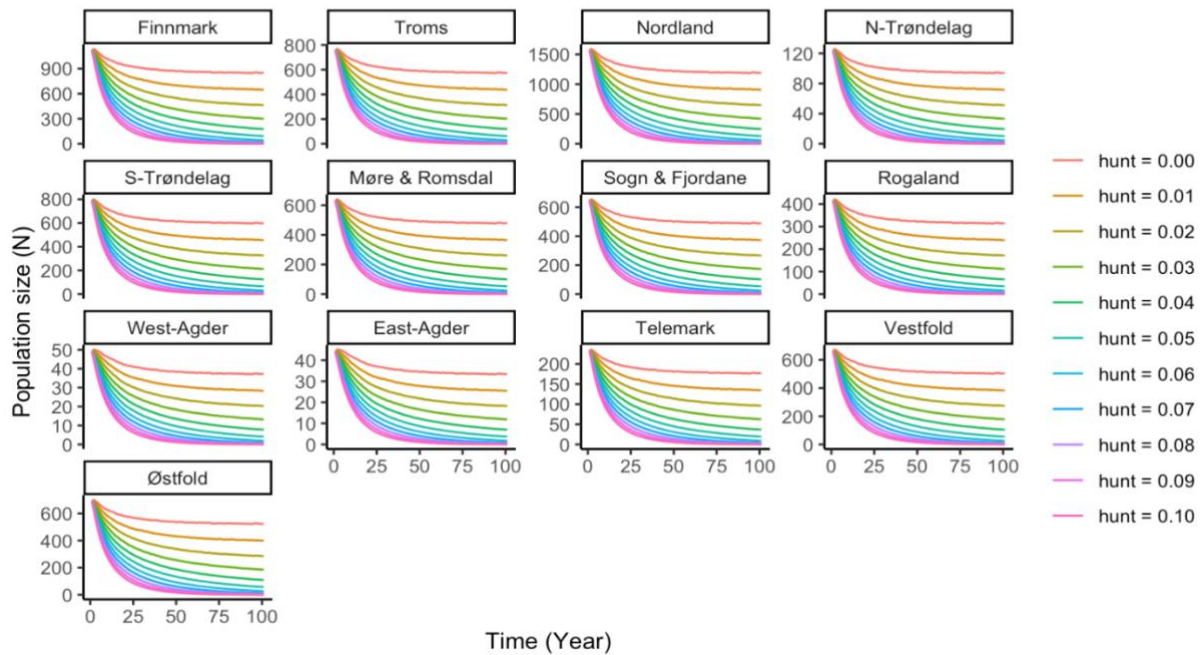 Finnmark
Troms
Nordland
N-Trøndelag
900
600
300
0
800
600
400
200
0
1500
1000
500
0
120
80
40
0
S-Trøndelag
Møre & Romsdal
Sogn & Fjordane
Rogaland
800
600
400
200
0
600
400
200
0
600
400
200
0
400
300
200
100
0
West-Agder
East-Agder
Telemark
Vestfold
50
40
30
20
10
0
40
30
20
10
0
200
150
100
50
0
600
400
200
0
0 25 50 75 100
0 25 50 75 100
0 25 50 75 100
Østfold
600
400
200
0
0 25 50 75 100
Population size (N)
Time (Year)
hunt = 0.00
hunt = 0.01
hunt = 0.02
hunt = 0.03
hunt = 0.04
hunt = 0.05
hunt = 0.06
hunt = 0.07
hunt = 0.08
hunt = 0.09
hunt = 0.10